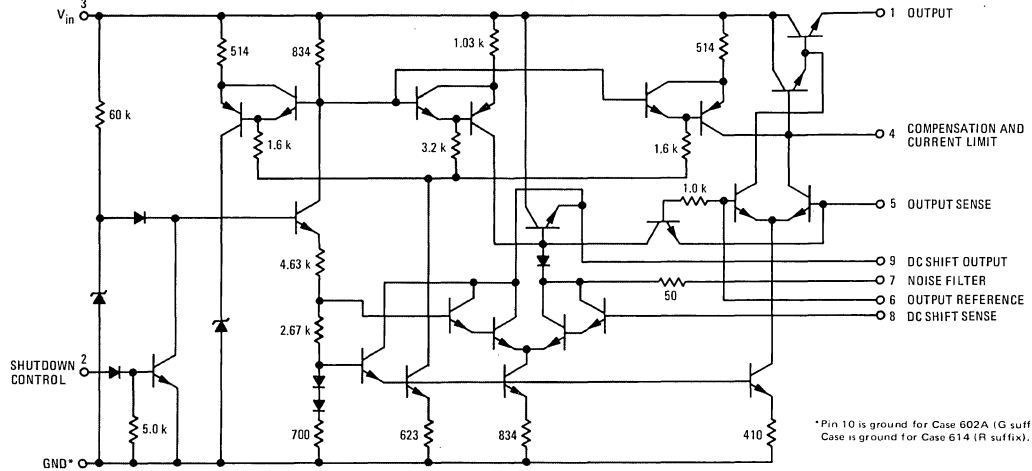 3
Vin
1 OUTPUT
514
834
1.03 k
514
60 k
1.6 k
3.2 k
1.6 k
4 COMPENSATION AND
CURRENT LIMIT
1.0 k
5 OUTPUT SENSE
4.63 k
9 DC SHIFT OUTPUT
7 NOISE FILTER
50
6 OUTPUT REFERENCE
8 DC SHIFT SENSE
2.67 k
SHUTDOWN 2
CONTROL
5.0 k
700
623
834
410
*Pin 10 is ground for Case 602A (G suff
Case is ground for Case 614 (R suffix).
GND*